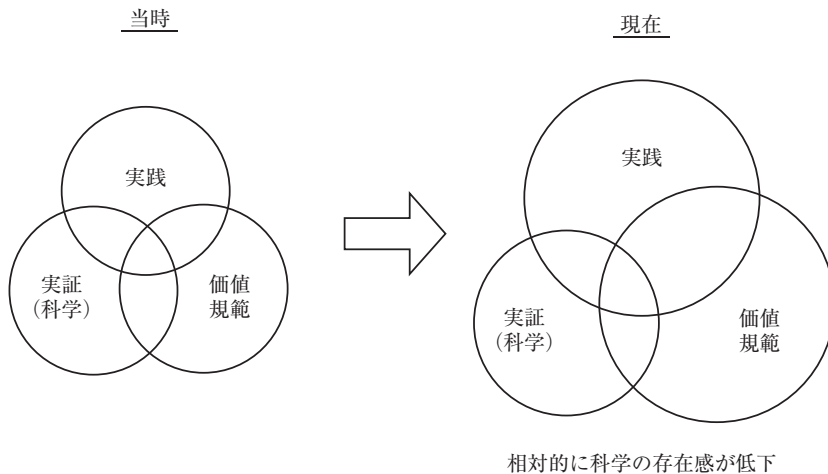 当時
実践
実証
（科学）
価値
規範
現在
実践
実証
（科学）
価値
規範
相対的に科学の存在感が低下